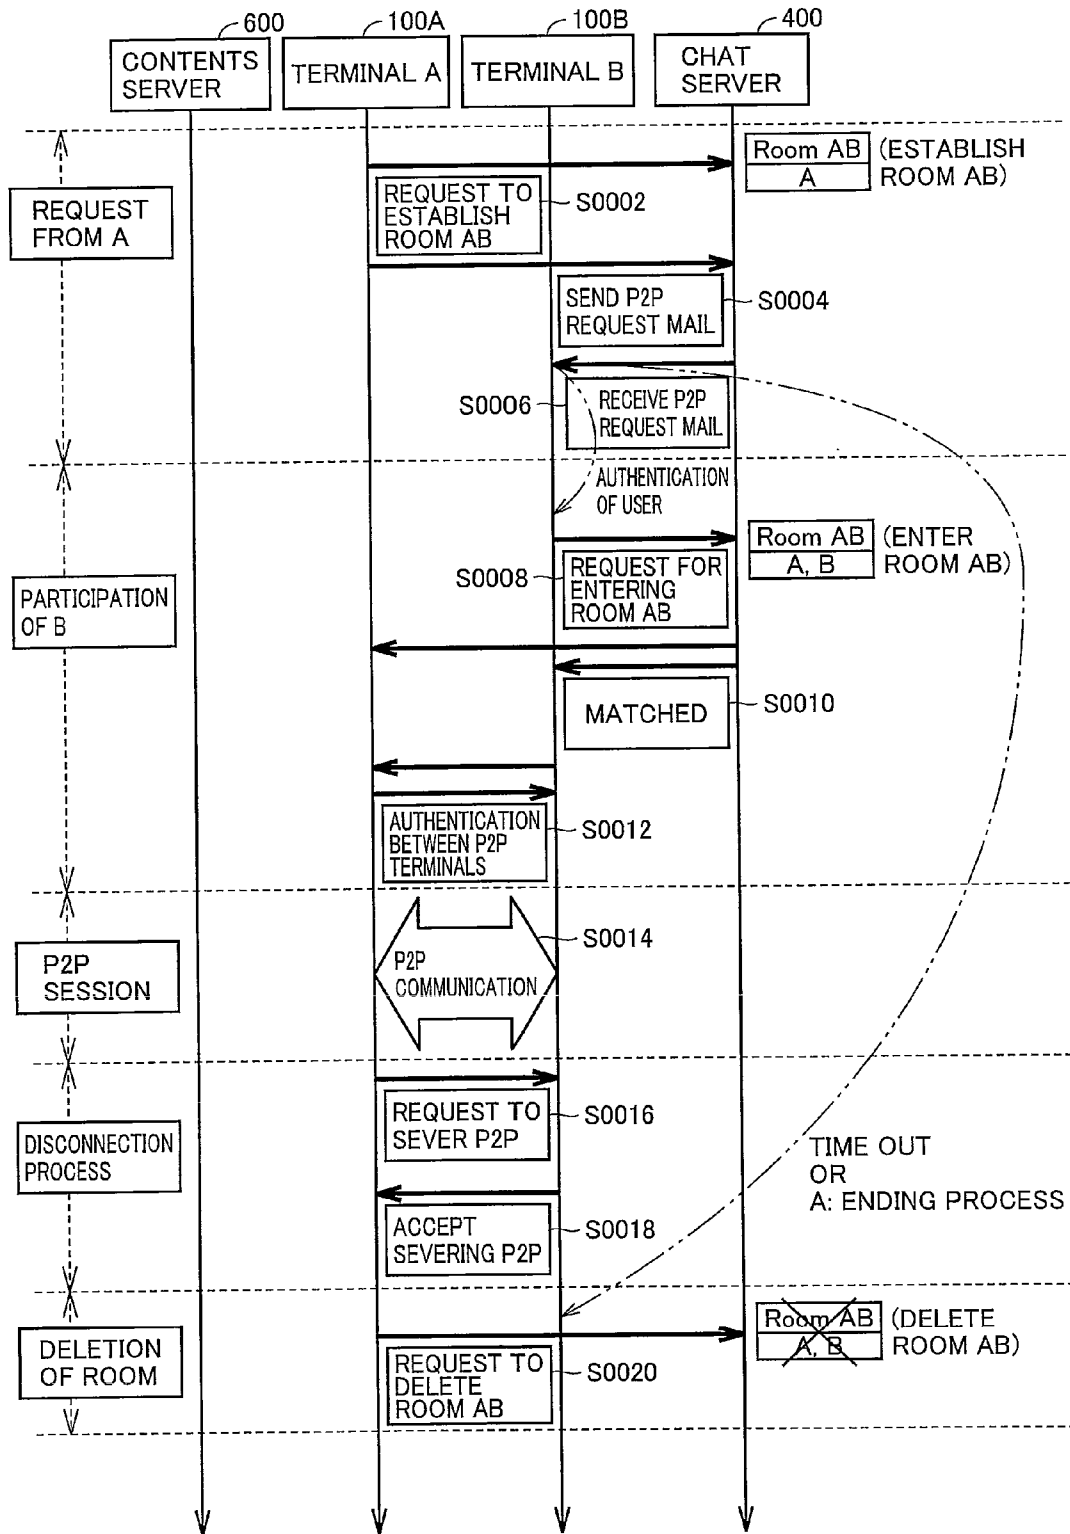 600
100A
100B
400
CONTENTS
SERVER
TERMINAL A
TERMINAL B
CHAT
SERVER
Room AB
A
(ESTABLISH
ROOM AB)
REQUEST
FROM A
REQUEST TO
ESTABLISH
ROOM AB
S0002
SEND P2P
REQUEST MAIL
S0004
S0006
RECEIVE P2P
REQUEST MAIL
AUTHENTICATION
OF USER
Room AB
A, B
(ENTER
ROOM AB)
PARTICIPATION
OF B
S0008
REQUEST FOR
ENTERING
ROOM AB
MATCHED
S0010
AUTHENTICATION
BETWEEN P2P
TERMINALS
S0012
P2P
SESSION
P2P
COMMUNICATION
S0014
DISCONNECTION
PROCESS
REQUEST TO
SEVER P2P
S0016
TIME OUT
OR
A: ENDING PROCESS
ACCEPT
SEVERING P2P
S0018
DELETION
OF ROOM
Room AB
A, B
(DELETE
ROOM AB)
REQUEST TO
DELETE
ROOM AB
S0020